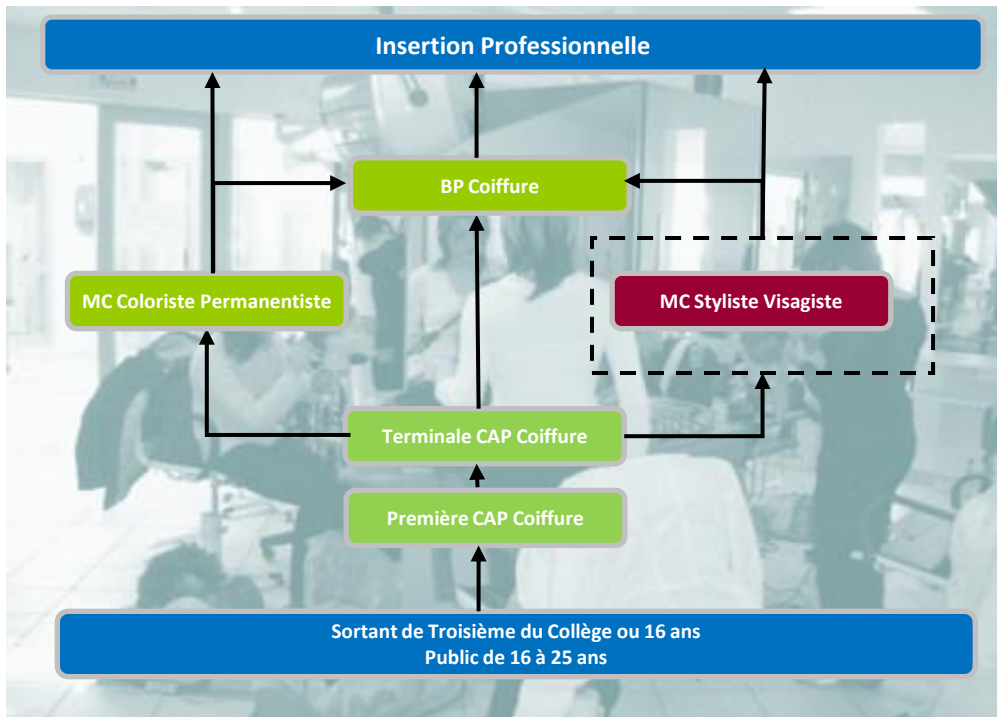 Insertion Professionnelle
BP Coiffure
MC Coloriste Permanentiste
MC Styliste Visagiste
Terminale CAP Coiffure
Première CAP Coiffure
Sortant de Troisième du Collège ou 16 ans
Public de 16 à 25 ans